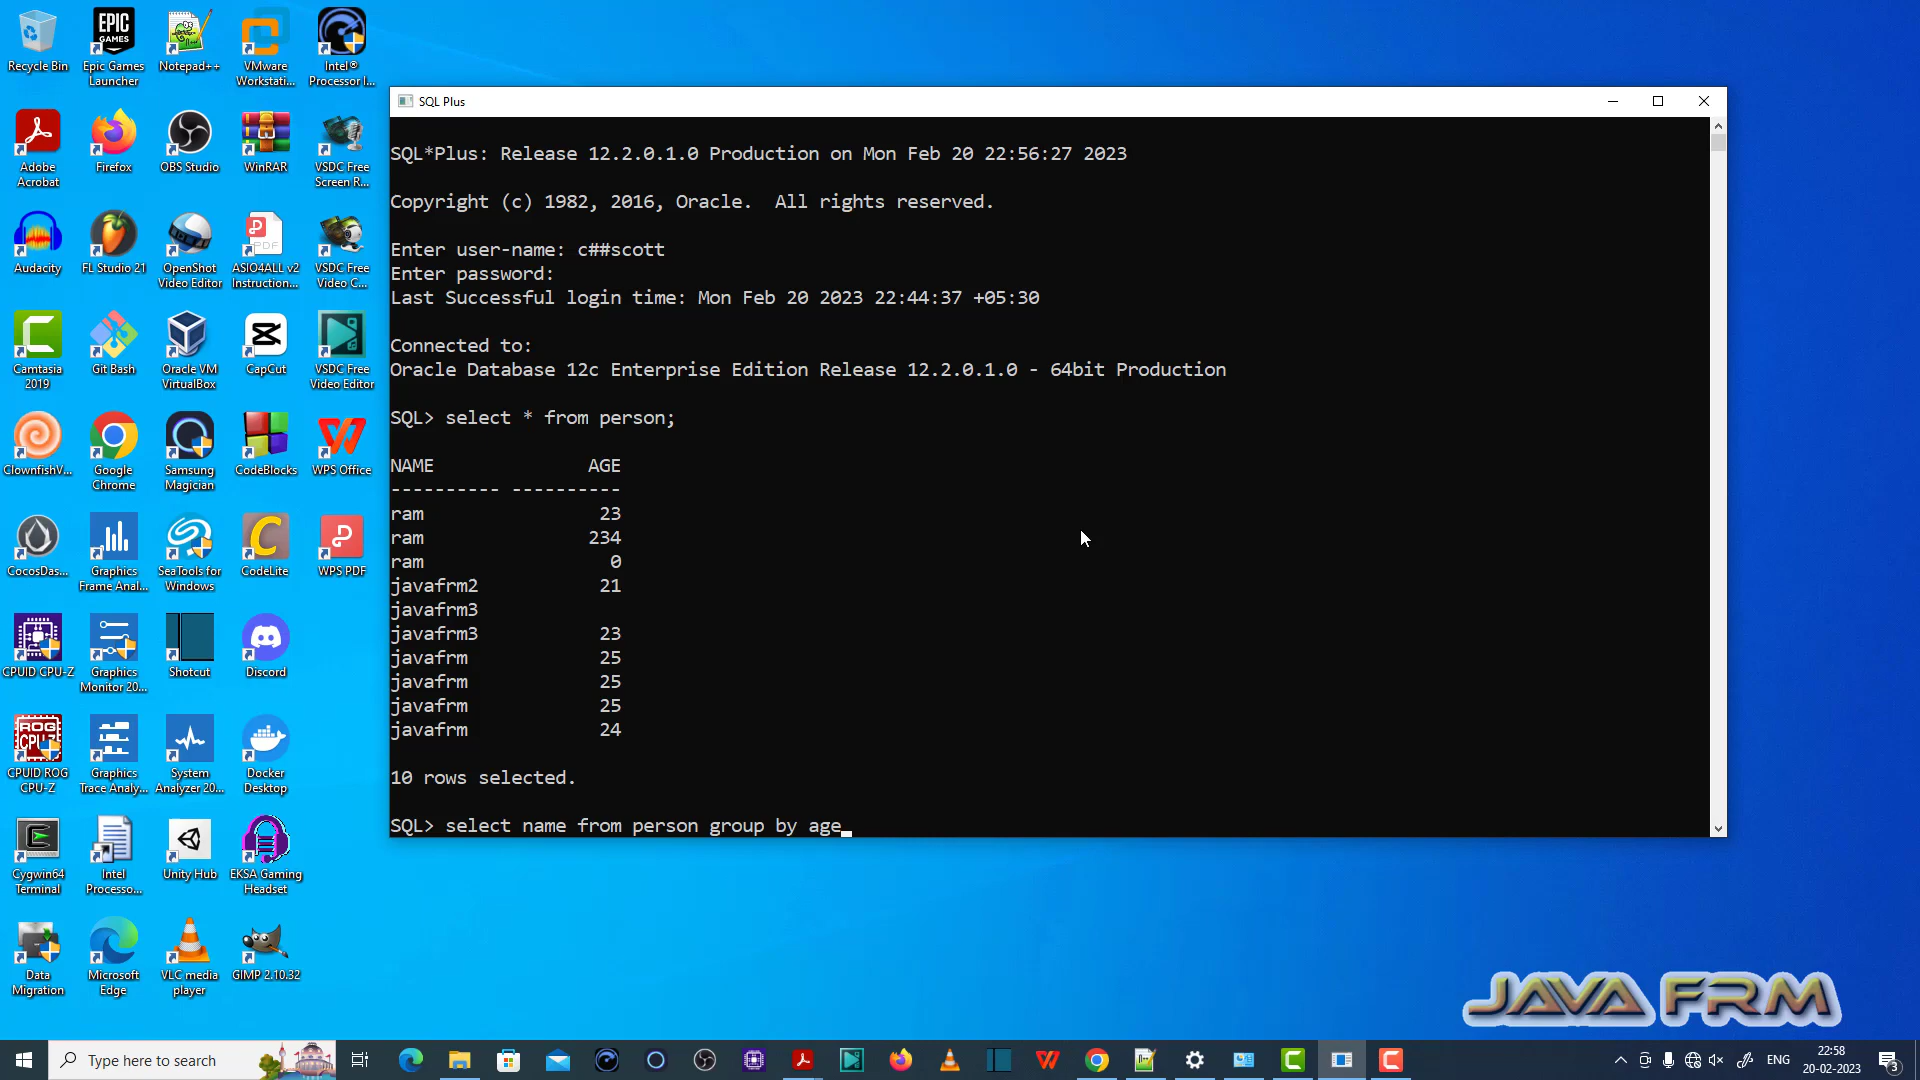 Recycle Bin
Epic Games Launcher
Notepad++
VMware Workstati...
Intel® Processor I...
Adobe Acrobat
Firefox
OBS Studio
WinRAR
VSDC Free Screen R...
Audacity
FL Studio 21
OpenShot Video Editor
ASIO4ALL v2 Instruction...
VSDC Free Video C...
Camtasia 2019
Git Bash
Oracle VM VirtualBox
CapCut
VSDC Free Video Editor
ClownfishV...
Google Chrome
Samsung Magician
CodeBlocks
WPS Office
CocosDas...
Graphics Frame Anal...
SeaTools for Windows
CodeLite
WPS PDF
CPUID CPU-Z
Graphics Monitor 20...
Shotcut
Discord
CPUID ROG CPU-Z
Graphics Trace Analy...
System Analyzer 20...
Docker Desktop
Cygwin64 Terminal
Intel Processo...
Unity Hub
EKSA Gaming Headset
Data Migration
Microsoft Edge
VLC media player
GIMP 2.10.32
SQL Plus
SQL*Plus: Release 12.2.0.1.0 Production on Mon Feb 20 22:56:27 2023
Copyright (c) 1982, 2016, Oracle.  All rights reserved.
Enter user-name: c##scott
Enter password:
Last Successful login time: Mon Feb 20 2023 22:44:37 +05:30
Connected to:
Oracle Database 12c Enterprise Edition Release 12.2.0.1.0 - 64bit Production
SQL> select * from person;
NAME              AGE
---------- ----------
ram                23
ram               234
ram                 0
javafrm2           21
javafrm3
javafrm3           23
javafrm            25
javafrm            25
javafrm            25
javafrm            24
10 rows selected.
SQL> select name from person group by age
JAVA FRM
Type here to search
ENG
22:58
20-02-2023
3